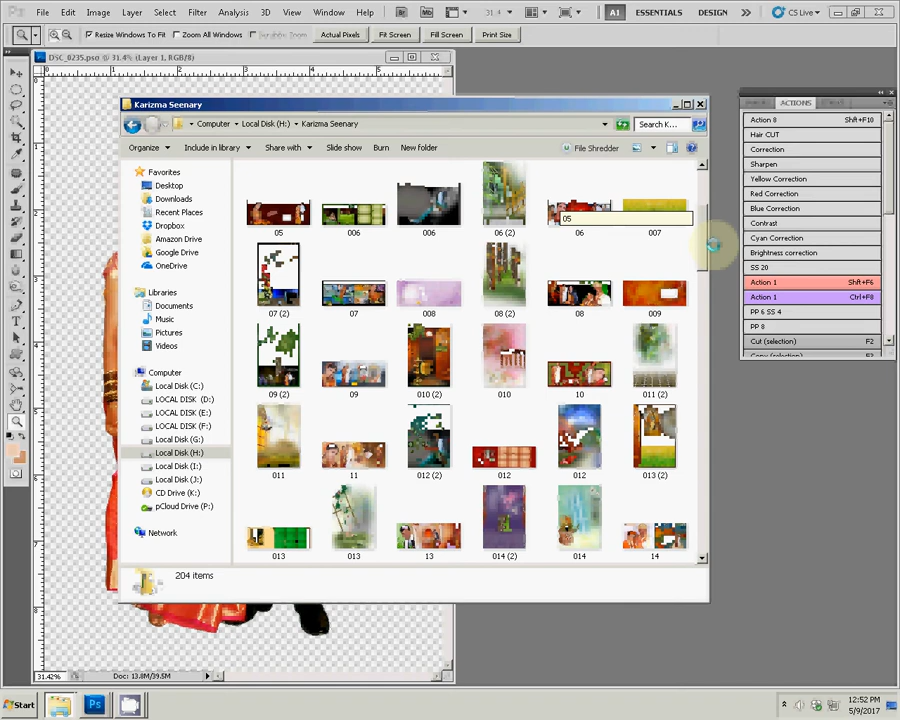 Ps File Edit Image Layer Select Filter Analysis 3D View Window Help Br Mb 31.4 A1 ESSENTIALS DESIGN >> CS Live
Resize Windows To Fit Zoom All Windows Actual Pixels Fit Screen Fill Screen Print Size
DSC_0235.psd @ 31.4% (Layer 1, RGB/8)
Karizma Seenary
Computer Local Disk (H:) Karizma Seenary Search K...
Organize Include in library Share with Slide show Burn New folder File Shredder
Favorites
Desktop
Downloads
Recent Places
Dropbox
Amazon Drive
Google Drive
OneDrive
Libraries
Documents
Music
Pictures
Videos
Computer
Local Disk (C:)
LOCAL DISK (D:)
LOCAL DISK (E:)
LOCAL DISK (F:)
Local Disk (G:)
Local Disk (H:)
Local Disk (I:)
Local Disk (J:)
CD Drive (K:)
pCloud Drive (P:)
Network
05
05 006 006 06 (2) 06 007
07 (2) 07 008 08 (2) 08 009
09 (2) 09 010 (2) 010 10 011 (2)
011 11 012 (2) 012 012 013 (2)
013 013 13 014 (2) 014 14
204 items
ACTIONS
Action 8 Shft+F10
Hair CUT
Correction
Sharpen
Yellow Correction
Red Correction
Blue Correction
Contrast
Cyan Correction
Brightness correction
SS 20
Action 1 Shft+F6
Action 1 Ctrl+F8
PP 6 SS 4
PP 8
Cut (selection) F2
31.42% Doc: 13.8M/39.5M
Start
Ps
12:52 PM
5/9/2017